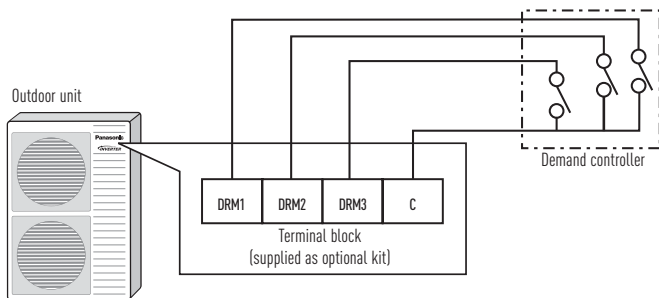 Outdoor unit
Panasonic
INVERTER
DRM1
DRM2
DRM3
C
Terminal block
(supplied as optional kit)
Demand controller